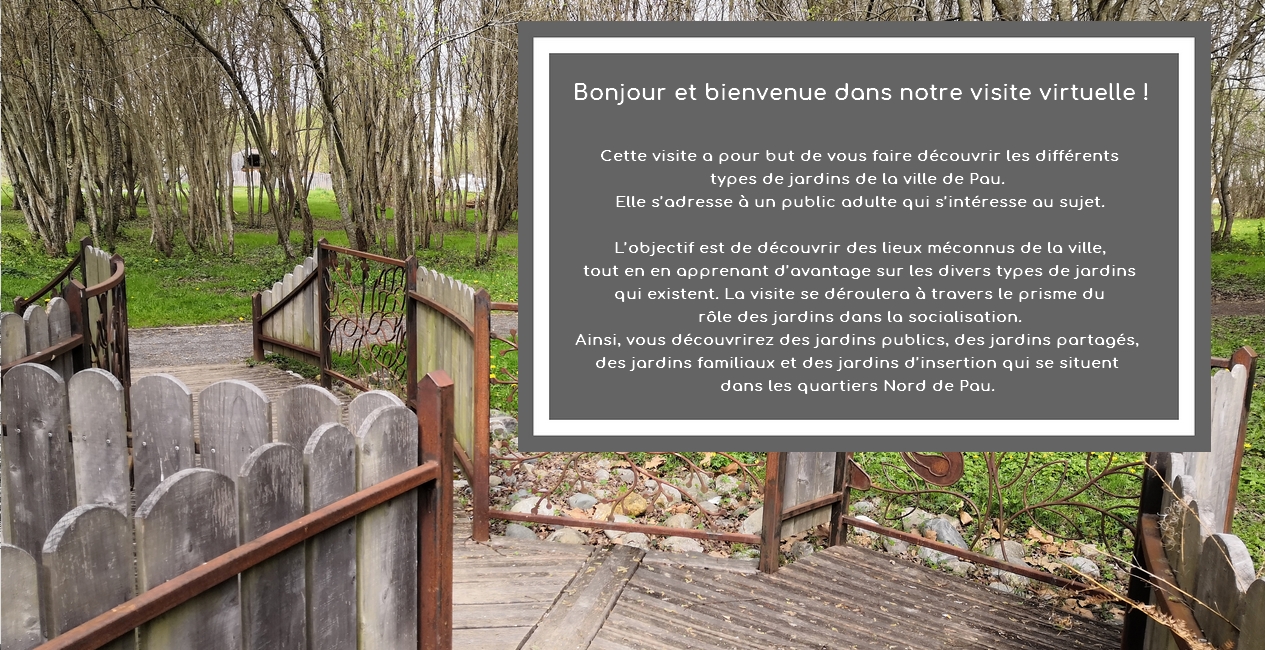 Bonjour et bienvenue dans notre visite virtuelle !
Cette visite a pour but de vous faire découvrir les différents
types de jardins de la ville de Pau.
Elle s'adresse à un public adulte qui s'intéresse au sujet.
L'objectif est de découvrir des lieux méconnus de la ville,
tout en en apprenant d'avantage sur les divers types de jardins
qui existent. La visite se déroulera à travers le prisme du
rôle des jardins dans la socialisation.
Ainsi, vous découvrirez des jardins publics, des jardins partagés,
des jardins familiaux et des jardins d'insertion qui se situent
dans les quartiers Nord de Pau.